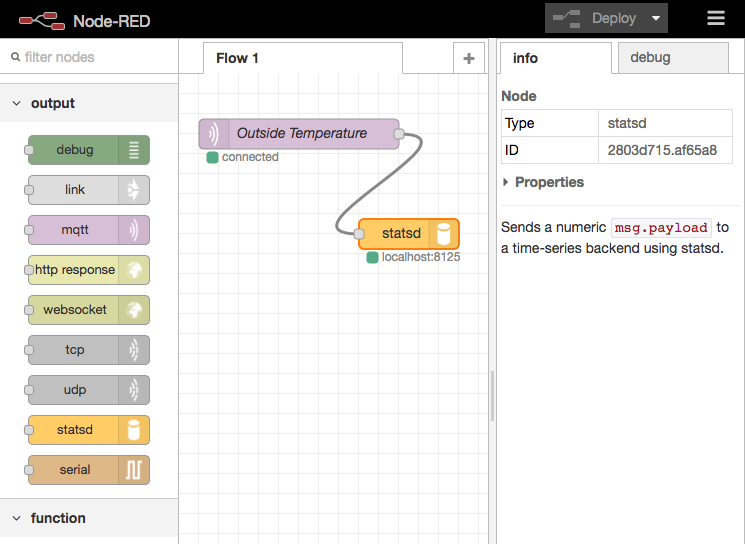 Node-RED
Deploy
filter nodes
output
debug
link
mqtt
http response
websocket
tcp
udp
statsd
serial
function
Flow 1
Outside Temperature
connected
statsd
localhost:8125
info
debug
Node
Type statsd
ID 2803d715.af65a8
Properties
Sends a numeric msg.payload to
a time-series backend using statsd.